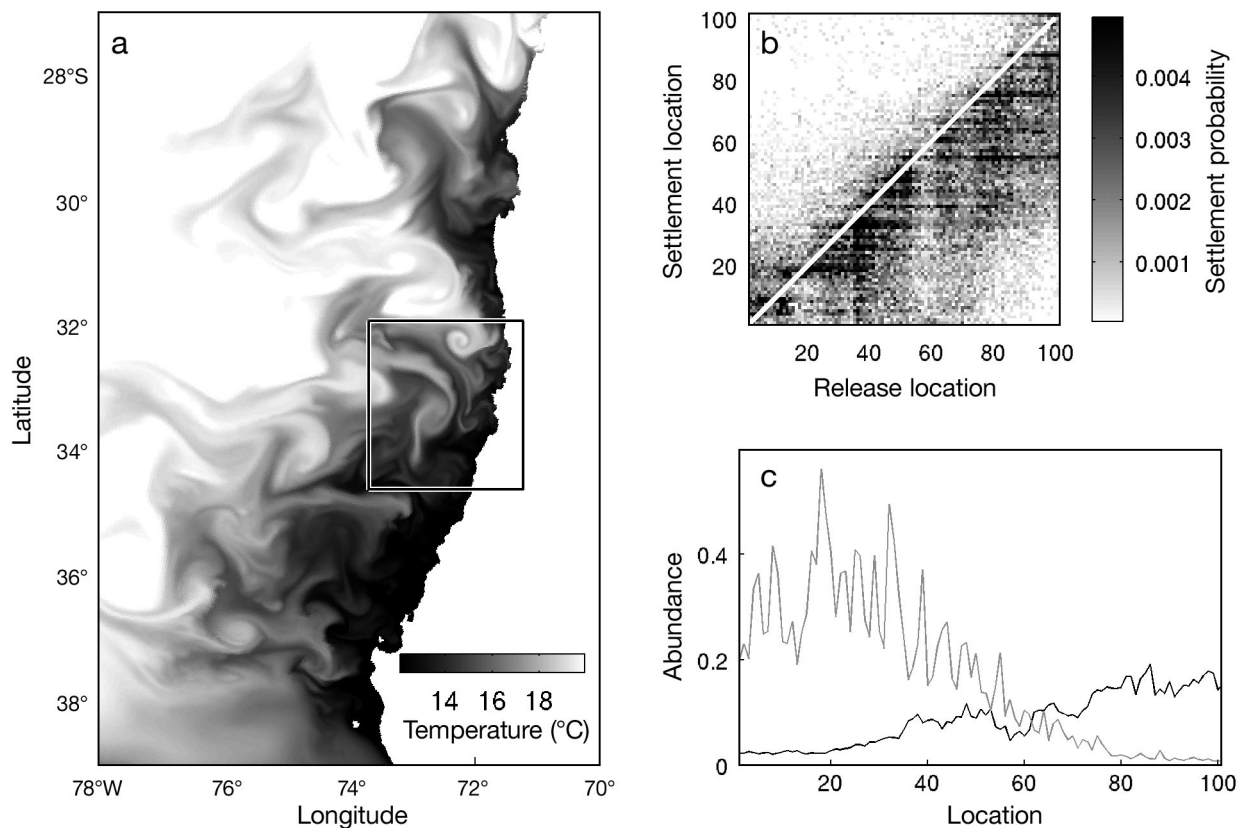 a
28°S
30°
32°
34°
36°
38°
Latitude
14 16 18
Temperature (°C)
78°W 76° 74° 72° 70°
Longitude
b
100
80
60
40
20
Settlement location
20 40 60 80 100
Release location
0.004
0.003
0.002
0.001
Settlement probability
c
0.4
0.2
0
Abundance
20 40 60 80 100
Location